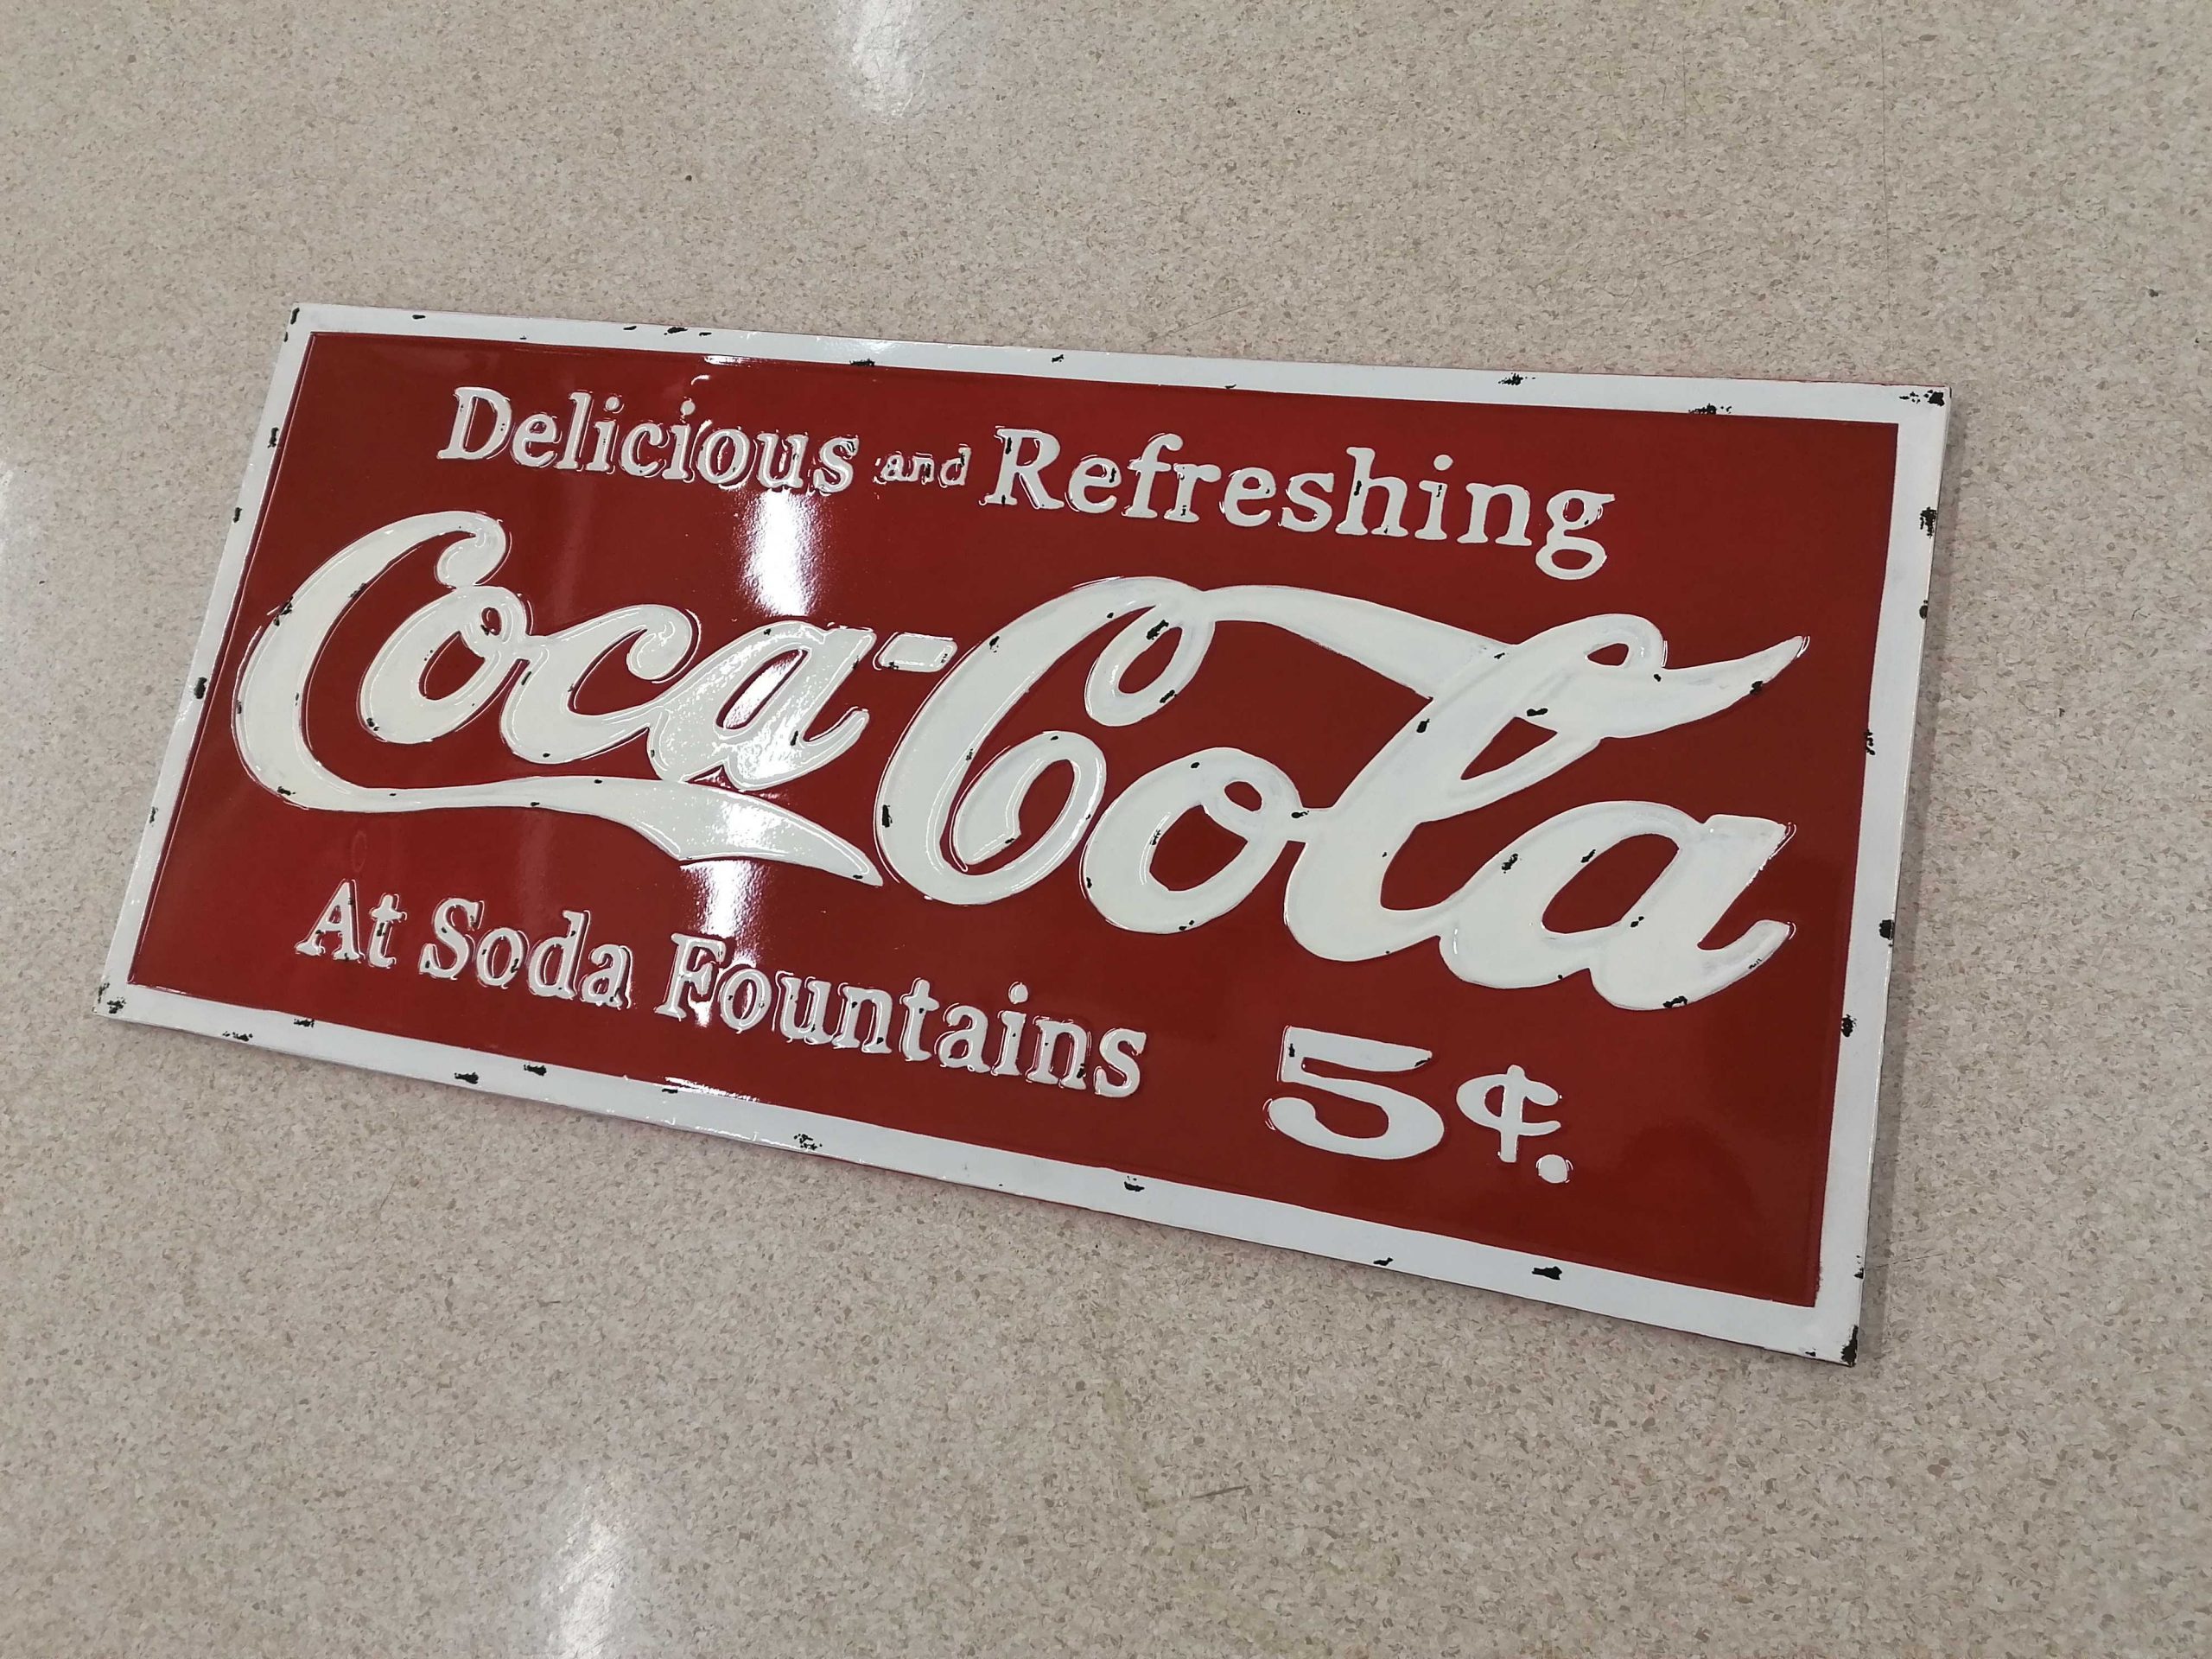 Delicious and Refreshing
Coca-Cola
At Soda Fountains 5¢.